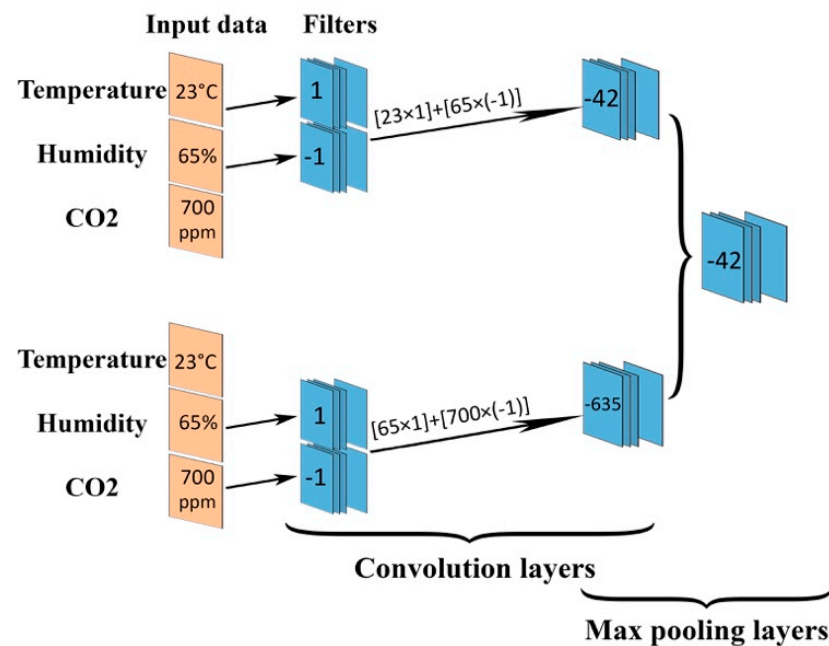 Input data Filters
Temperature 23°C 1 [23×1]+[65×(-1)] -42
Humidity 65% -1
CO2 700 ppm
-42
Temperature 23°C
Humidity 65% 1 [65×1]+[700×(-1)] -635
CO2 700 ppm -1
Convolution layers
Max pooling layers